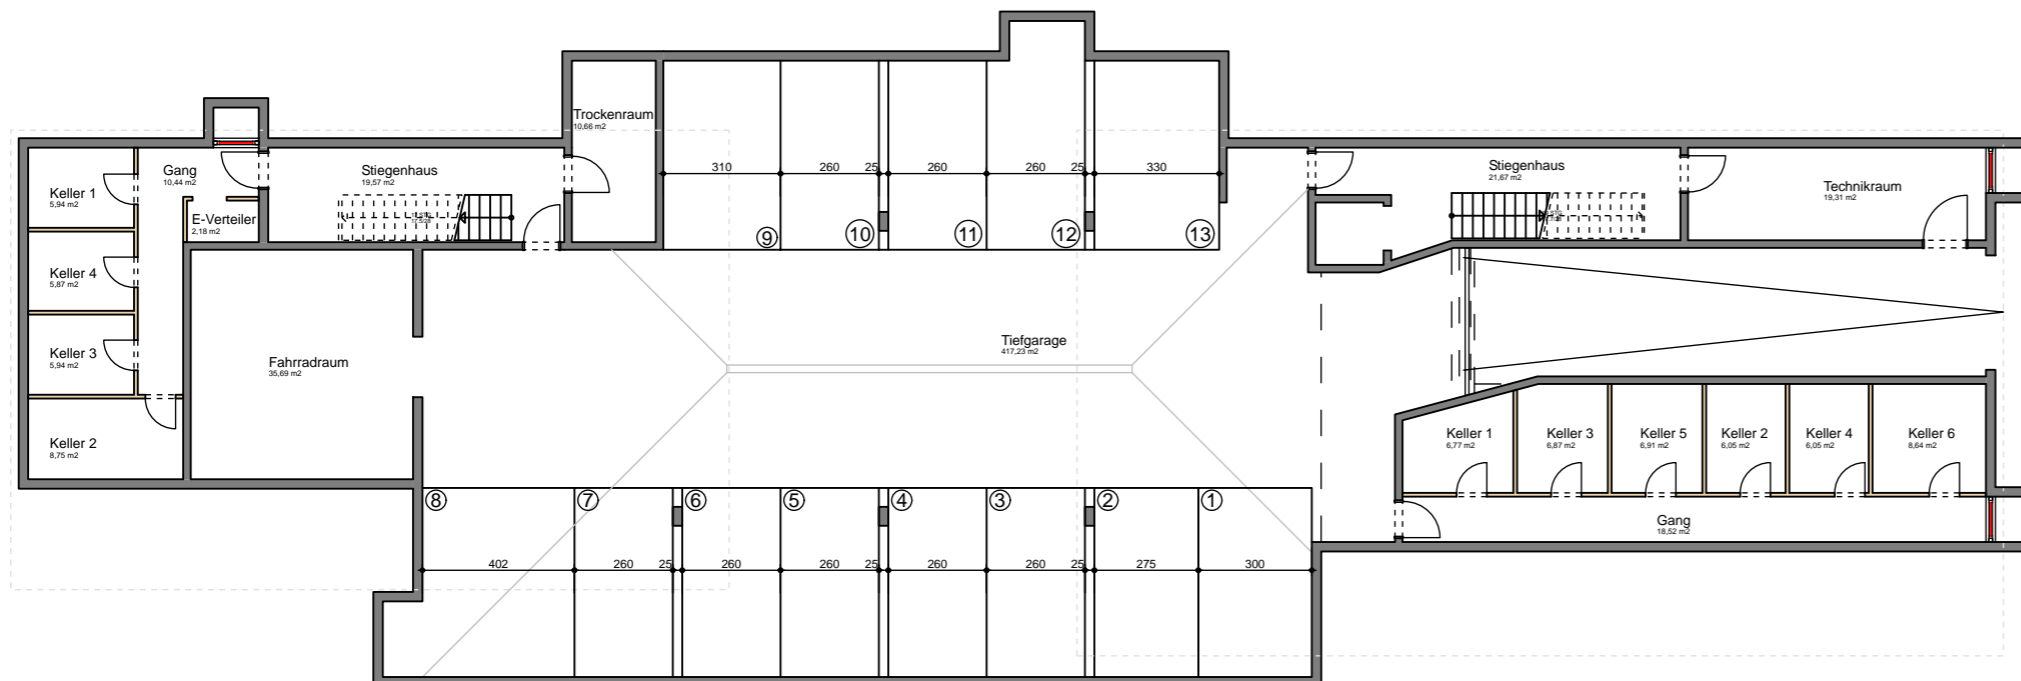 Trockenraum
10,66 m2
Gang
10,44 m2
Stiegenhaus
19,57 m2
Stiegenhaus
21,67 m2
Technikraum
19,31 m2
Keller 1
5,94 m2
E-Verteiler
2,18 m2
310
260
25
260
260
25
330
9
10
11
12
13
Keller 4
5,87 m2
Keller 3
5,94 m2
Fahrradraum
35,69 m2
Tiefgarage
417,23 m2
Keller 2
8,75 m2
Keller 1
6,77 m2
Keller 3
6,87 m2
Keller 5
6,91 m2
Keller 2
6,05 m2
Keller 4
6,05 m2
Keller 6
8,64 m2
8
7
6
5
4
3
2
1
Gang
18,52 m2
402
260
25
260
260
25
260
260
25
275
300